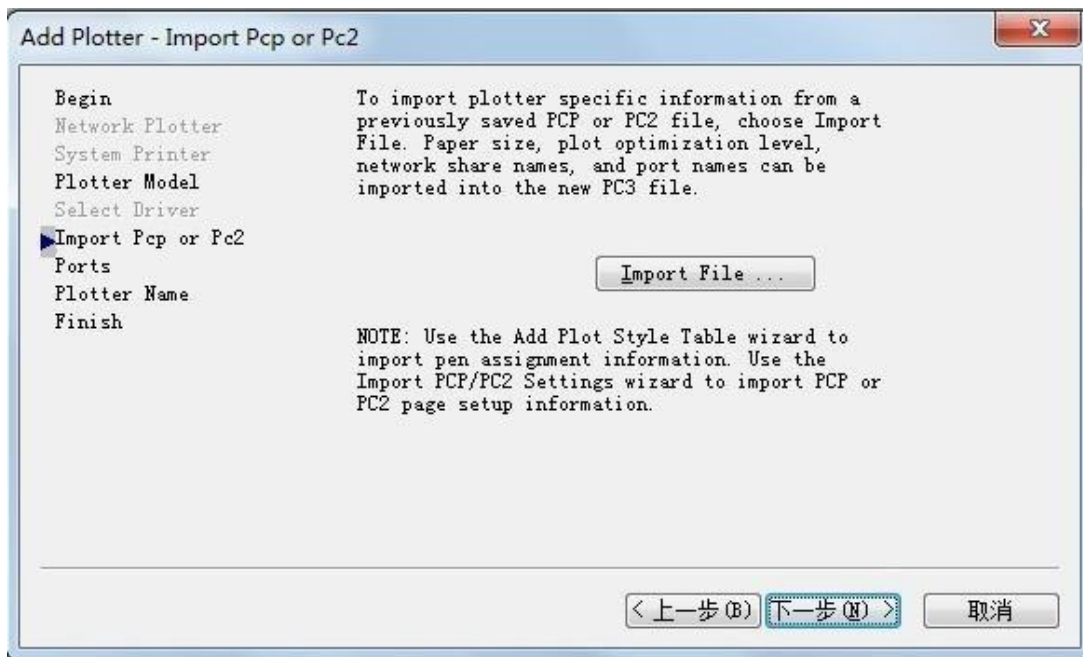 Add Plotter - Import Pcp or Pc2
Begin
Network Plotter
System Printer
Plotter Model
Select Driver
Import Pcp or Pc2
Ports
Plotter Name
Finish
To import plotter specific information from a
previously saved PCP or PC2 file, choose Import
File. Paper size, plot optimization level,
network share names, and port names can be
imported into the new PC3 file.
Import File ...
NOTE: Use the Add Plot Style Table wizard to
import pen assignment information. Use the
Import PCP/PC2 Settings wizard to import PCP or
PC2 page setup information.
< 上一步(B)
下一步(N) >
取消